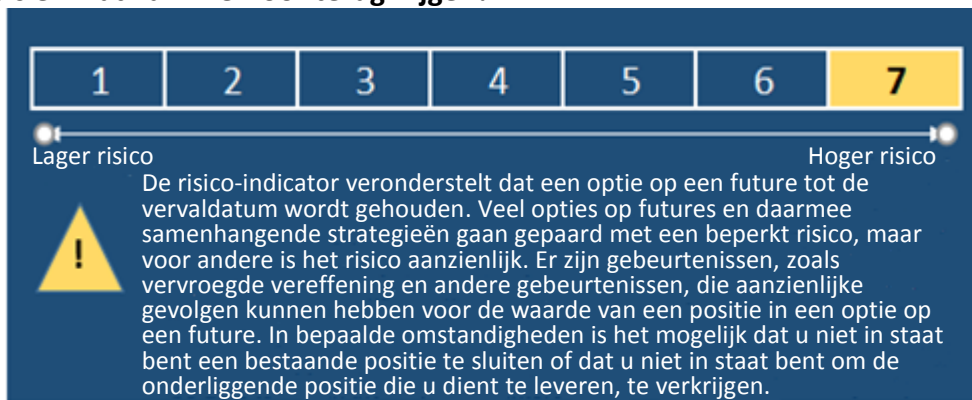 1 2 3 4 5 6 7
Lager risico Hoger risico
De risico-indicator veronderstelt dat een optie op een future tot de
vervaldatum wordt gehouden. Veel opties op futures en daarmee
samenhangende strategieën gaan gepaard met een beperkt risico, maar
voor andere is het risico aanzienlijk. Er zijn gebeurtenissen, zoals
vervroegde vereffening en andere gebeurtenissen, die aanzienlijke
gevolgen kunnen hebben voor de waarde van een positie in een optie op
een future. In bepaalde omstandigheden is het mogelijk dat u niet in staat
bent een bestaande positie te sluiten of dat u niet in staat bent om de
onderliggende positie die u dient te leveren, te verkrijgen.
!